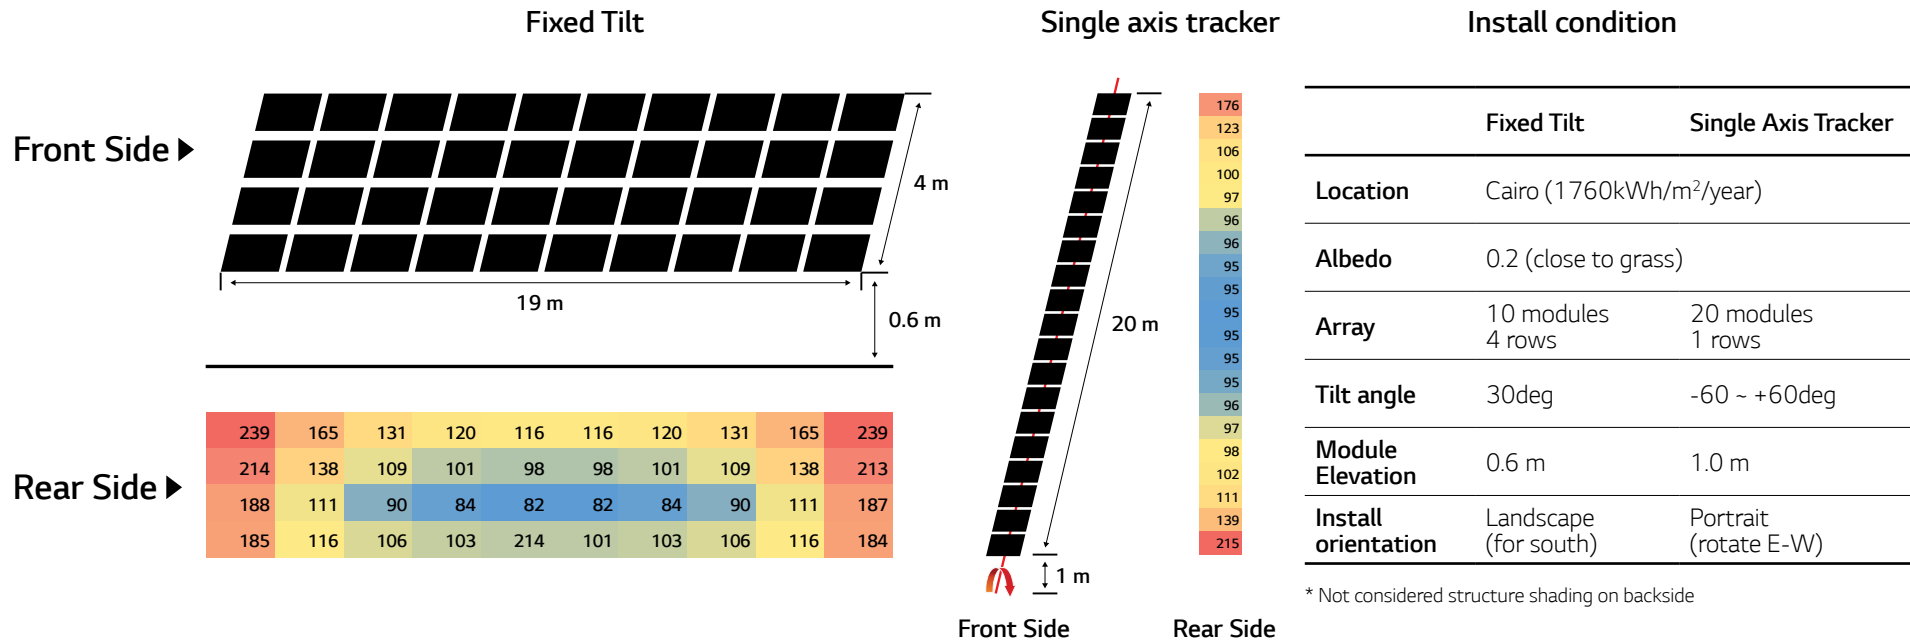 Fixed Tilt
Single axis tracker
Install condition
Front Side
4 m
19 m
0.6 m
Rear Side
239 165 131 120 116 116 120 131 165 239
214 138 109 101 98 98 101 109 138 213
188 111 90 84 82 82 84 90 111 187
185 116 106 103 214 101 103 106 116 184
20 m
1 m
Front Side
176
123
106
100
97
96
96
95
95
95
95
95
95
96
97
98
102
111
139
215
Rear Side
Fixed Tilt Single Axis Tracker
Location Cairo (1760kWh/m²/year)
Albedo 0.2 (close to grass)
Array 10 modules 20 modules
4 rows 1 rows
Tilt angle 30deg -60 ~ +60deg
Module
Elevation 0.6 m 1.0 m
Install Landscape Portrait
orientation (for south) (rotate E-W)
* Not considered structure shading on backside